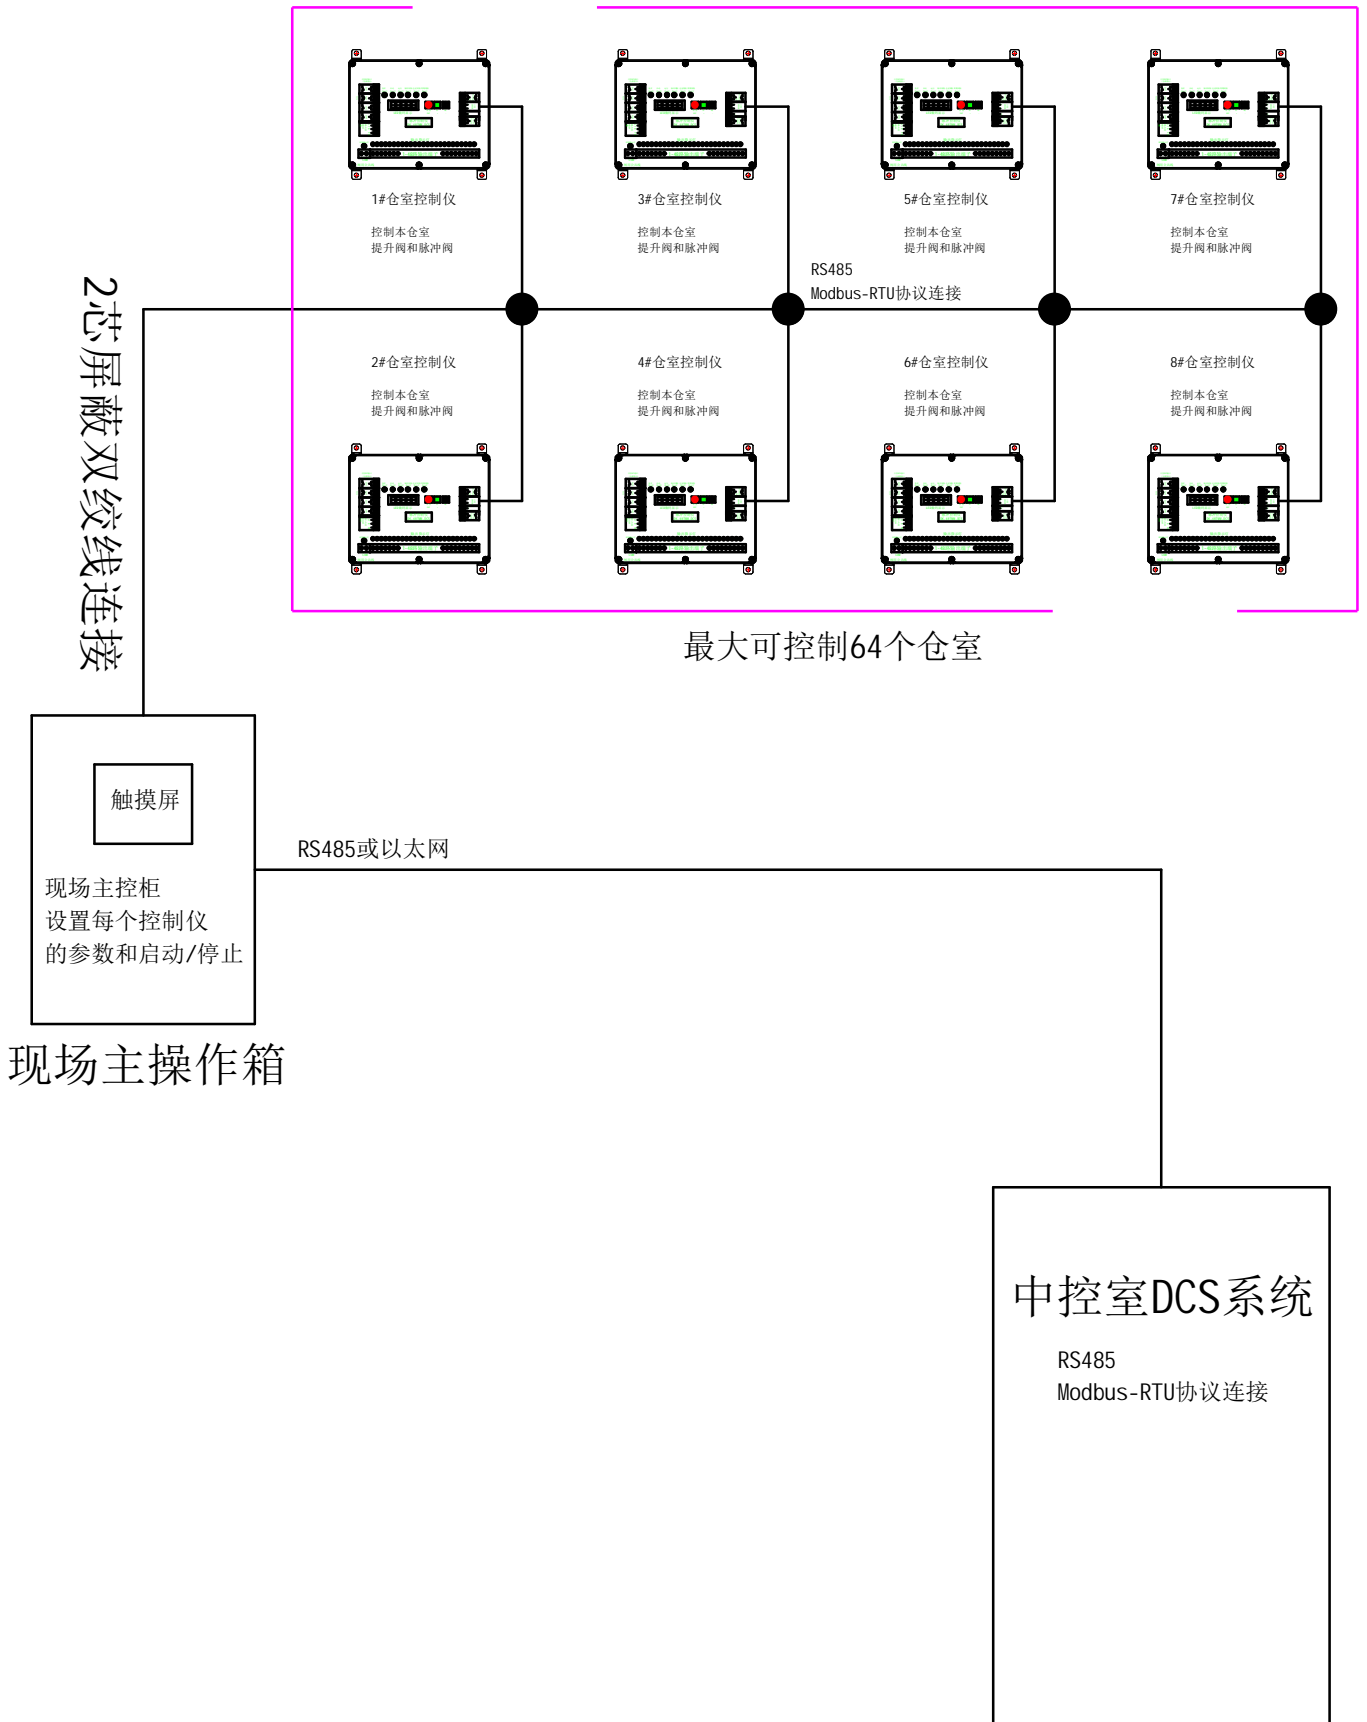 1#仓室控制仪
控制本仓室
提升阀和脉冲阀
3#仓室控制仪
控制本仓室
提升阀和脉冲阀
5#仓室控制仪
控制本仓室
提升阀和脉冲阀
7#仓室控制仪
控制本仓室
提升阀和脉冲阀
RS485
Modbus-RTU协议连接
2芯屏蔽双绞线连接
2#仓室控制仪
控制本仓室
提升阀和脉冲阀
4#仓室控制仪
控制本仓室
提升阀和脉冲阀
6#仓室控制仪
控制本仓室
提升阀和脉冲阀
8#仓室控制仪
控制本仓室
提升阀和脉冲阀
最大可控制64个仓室
触摸屏
现场主控柜
设置每个控制仪
的参数和启动/停止
RS485或以太网
现场主操作箱
中控室DCS系统
RS485
Modbus-RTU协议连接